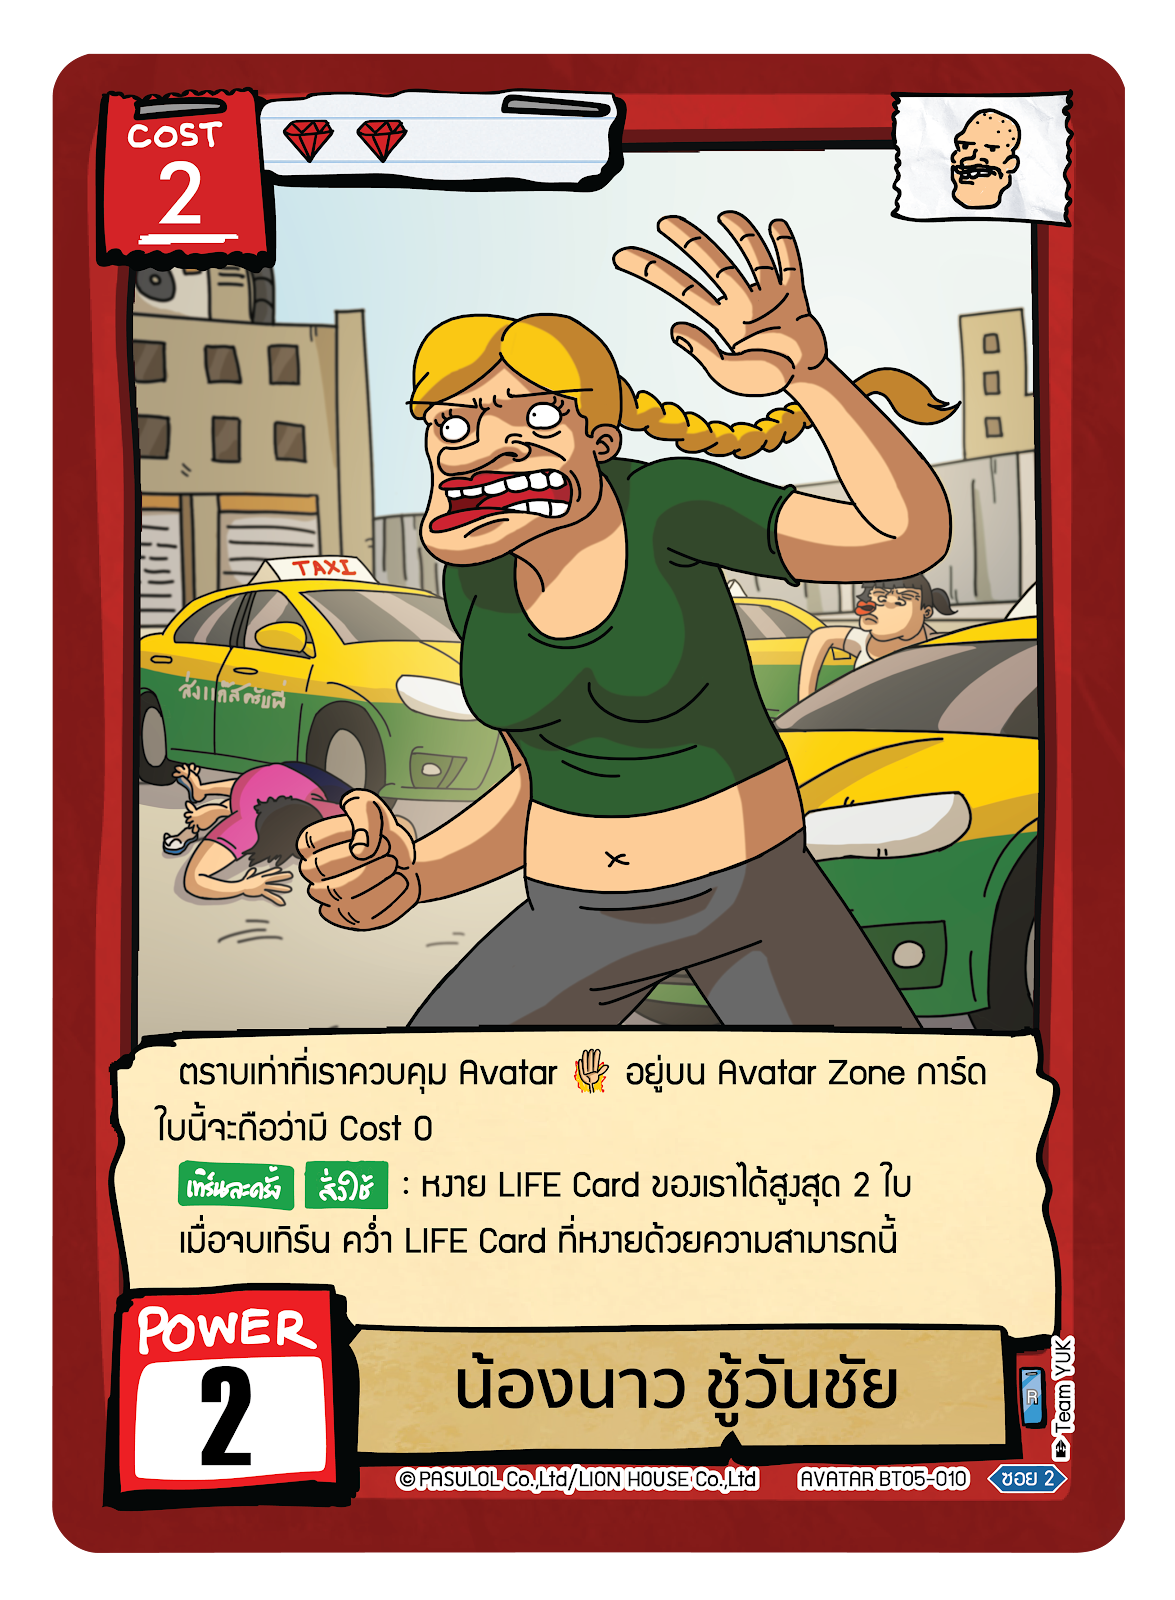 COST
2
TAXI
ส่งแก๊สครับพี่
ตราบเท่าที่เราควบคุม Avatar อยู่บน Avatar Zone การ์ด
ใบนี้จะถือว่ามี Cost 0
เทิร์นละครั้ง สั่งใช้ : หงาย LIFE Card ของเราได้สูงสุด 2 ใบ
เมื่อจบเทิร์น คว่ำ LIFE Card ที่หงายด้วยความสามารถนี้
POWER
2
น้องนาว ชู้วันชัย
R
Team YUK
© PASULOL Co.,Ltd/LION HOUSE Co.,Ltd AVATAR BT05-010 ซอย 2